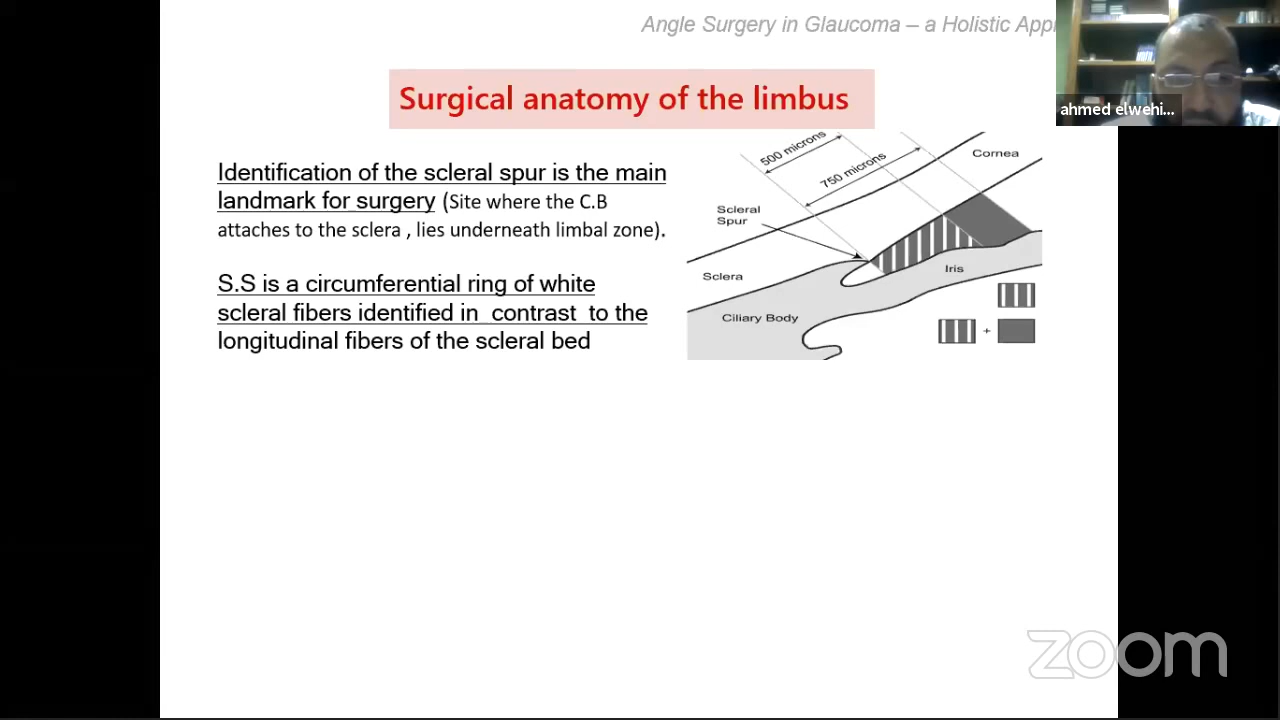 Angle Surgery in Glaucoma – a Holistic App
ahmed elwehi...
Surgical anatomy of the limbus
Identification of the scleral spur is the main
landmark for surgery (Site where the C.B
attaches to the sclera , lies underneath limbal zone).
S.S is a circumferential ring of white
scleral fibers identified in contrast to the
longitudinal fibers of the scleral bed
500 microns
750 microns
Cornea
Scleral
Spur
Sclera
Iris
Ciliary Body
+
zoom